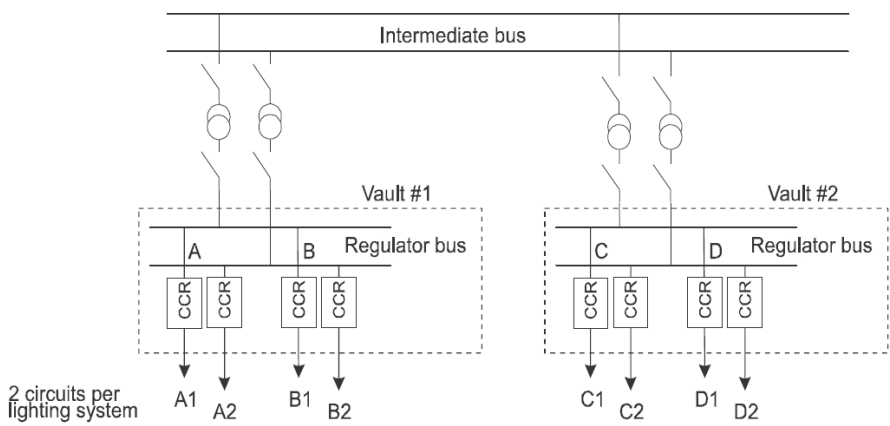 Intermediate bus
Vault #1
Vault #2
A
B
Regulator bus
C
D
Regulator bus
CCR
CCR
CCR
CCR
CCR
CCR
CCR
CCR
2 circuits per
lighting system
A1
A2
B1
B2
C1
C2
D1
D2